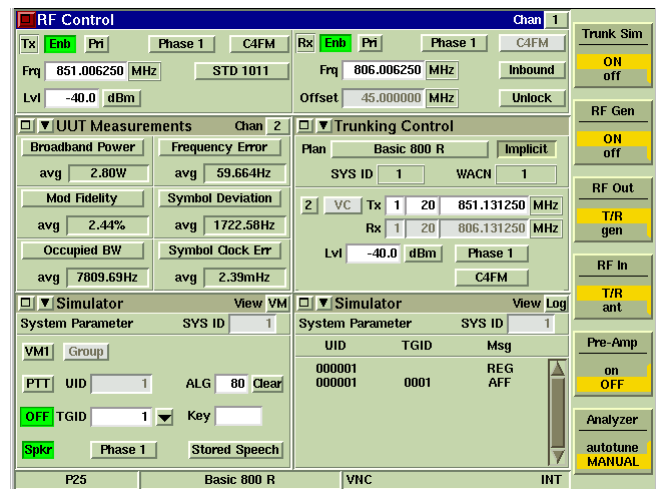 RF Control Chan 1
Tx Enb Pri Phase 1 C4FM
Frq 851.006250 MHz STD 1011
Lvl -40.0 dBm
Rx Enb Pri Phase 1 C4FM
Frq 806.006250 MHz Inbound
Offset 45.000000 MHz Unlock
UUT Measurements Chan 2
Broadband Power Frequency Error
avg 2.80W avg 59.664Hz
Mod Fidelity Symbol Deviation
avg 2.44% avg 1722.58Hz
Occupied BW Symbol Clock Err
avg 7809.69Hz avg 2.39mHz
Trunking Control
Plan Basic 800 R Implicit
SYS ID 1 WACN 1
2 VC Tx 1 20 851.131250 MHz
Rx 1 20 806.131250 MHz
Lvl -40.0 dBm Phase 1
C4FM
Simulator View VM
System Parameter SYS ID 1
VM1 Group
PTT UID 1 ALG 80 Clear
OFF TGID 1 Key
Spkr Phase 1 Stored Speech
Simulator View Log
System Parameter SYS ID 1
UID TGID Msg
000001 REG
000001 0001 AFF
P25 Basic 800 R VNC INT
Trunk Sim
ON
off
RF Gen
ON
off
RF Out
T/R
gen
RF In
T/R
ant
Pre-Amp
on
OFF
Analyzer
autotune
MANUAL